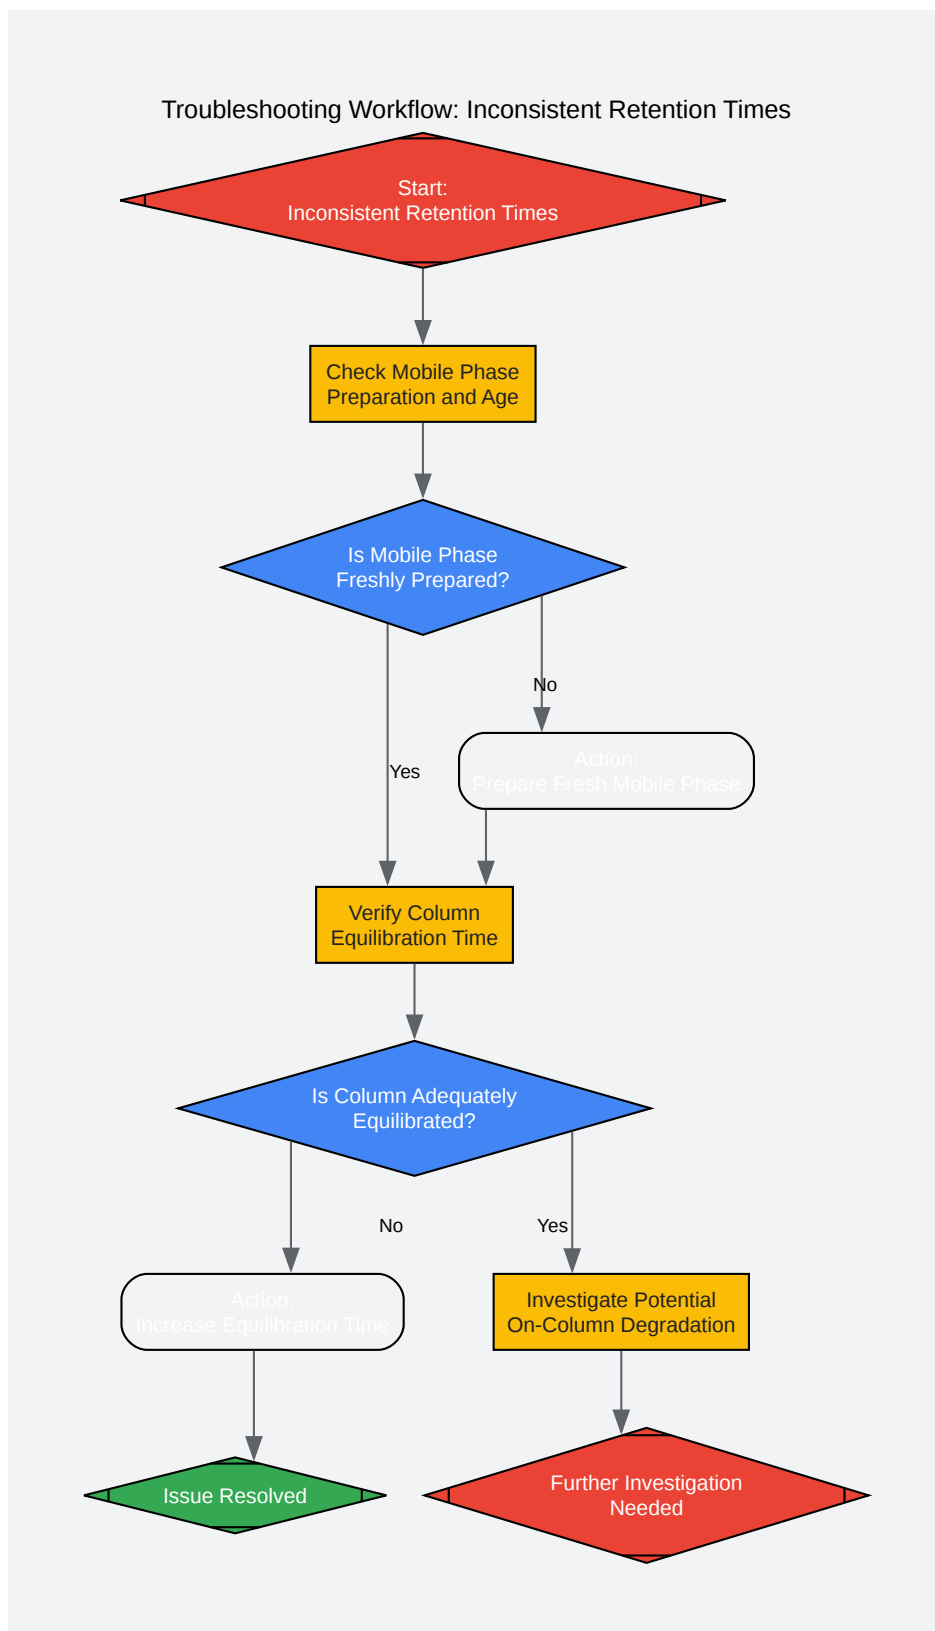 Troubleshooting Workflow: Inconsistent Retention Times
Start:
Inconsistent Retention Times
Check Mobile Phase
Preparation and Age
Is Mobile Phase
Freshly Prepared?
No
Action:
Prepare Fresh Mobile Phase
Yes
Verify Column
Equilibration Time
Is Column Adequately
Equilibrated?
No
Yes
Action:
Increase Equilibration Time
Investigate Potential
On-Column Degradation
Issue Resolved
Further Investigation
Needed